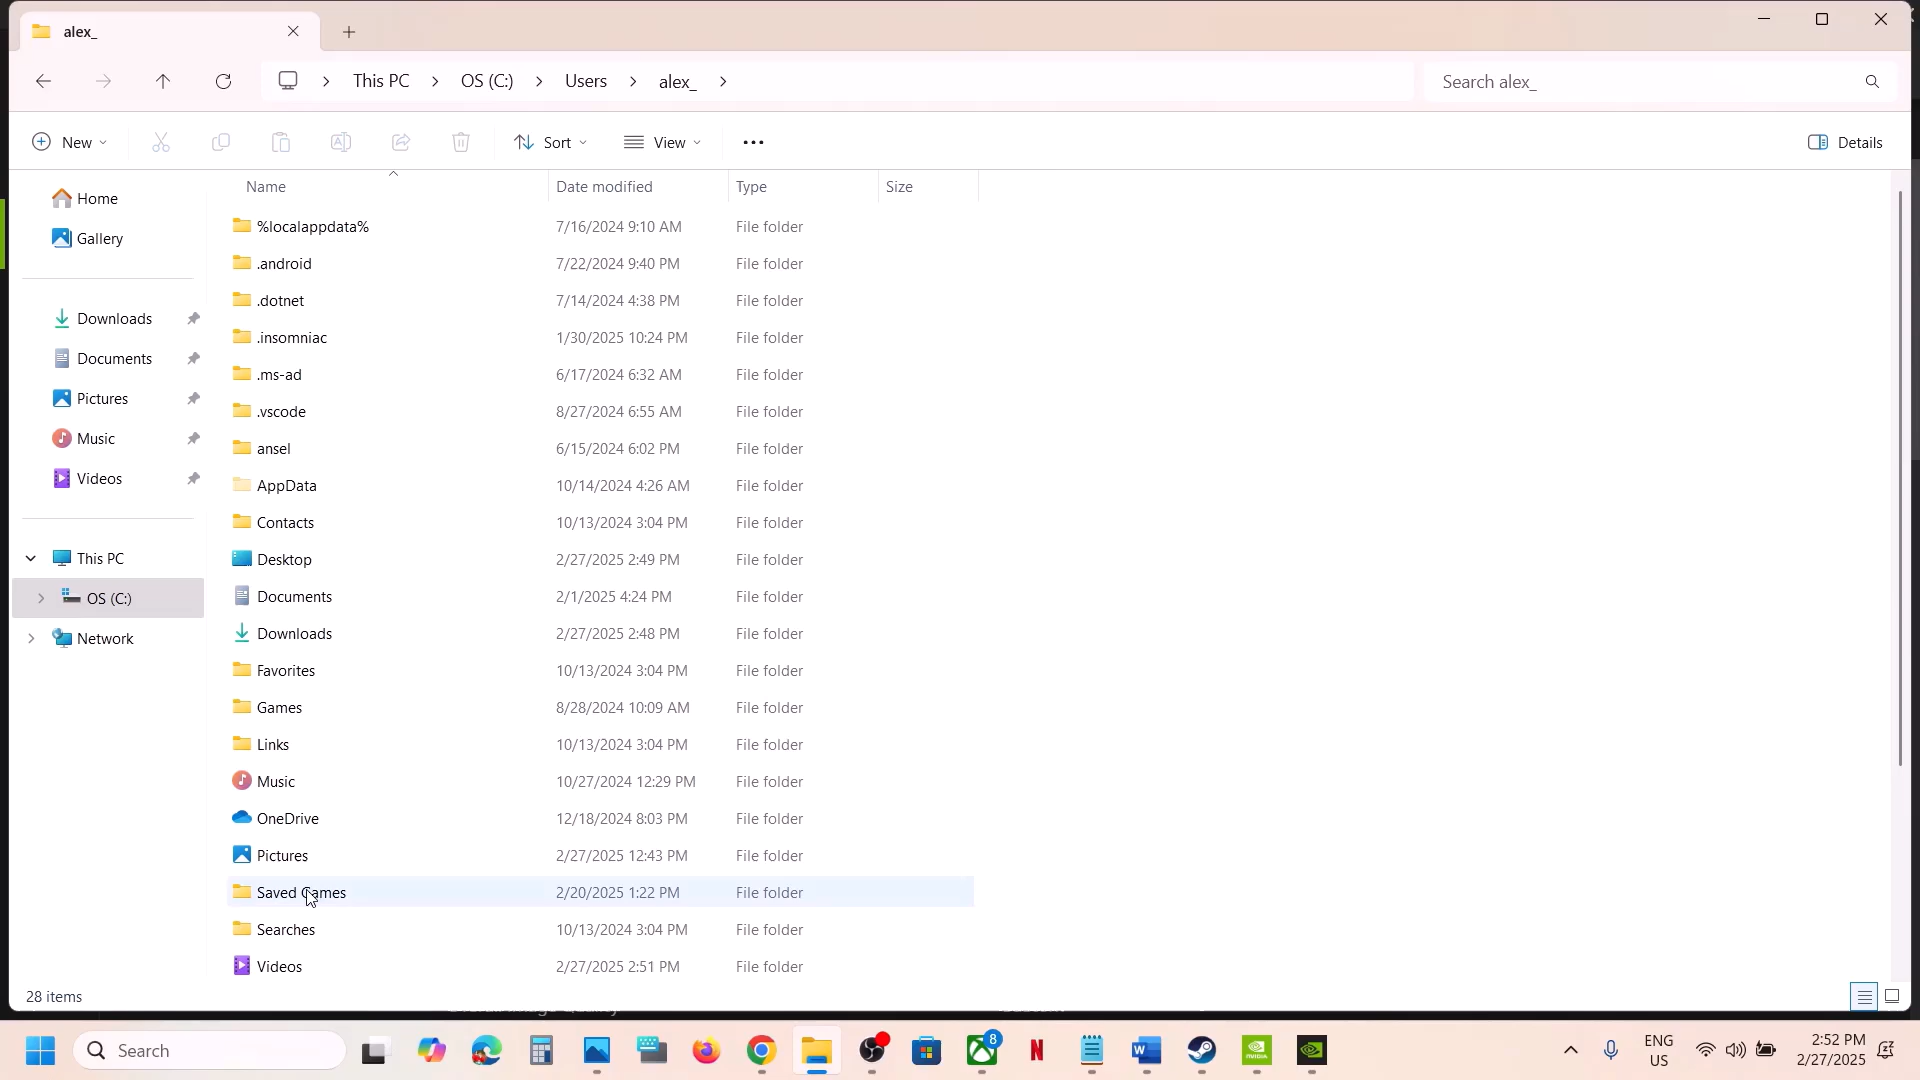 alex_
This PC
OS (C:)
Users
alex_
Search alex_
New
Sort
View
Details
Name
Date modified
Type
Size
Home
Gallery
Downloads
Documents
Pictures
Music
Videos
This PC
OS (C:)
Network
%localappdata% 7/16/2024 9:10 AM File folder
.android 7/22/2024 9:40 PM File folder
.dotnet 7/14/2024 4:38 PM File folder
.insomniac 1/30/2025 10:24 PM File folder
.ms-ad 6/17/2024 6:32 AM File folder
.vscode 8/27/2024 6:55 AM File folder
ansel 6/15/2024 6:02 PM File folder
AppData 10/14/2024 4:26 AM File folder
Contacts 10/13/2024 3:04 PM File folder
Desktop 2/27/2025 2:49 PM File folder
Documents 2/1/2025 4:24 PM File folder
Downloads 2/27/2025 2:48 PM File folder
Favorites 10/13/2024 3:04 PM File folder
Games 8/28/2024 10:09 AM File folder
Links 10/13/2024 3:04 PM File folder
Music 10/27/2024 12:29 PM File folder
OneDrive 12/18/2024 8:03 PM File folder
Pictures 2/27/2025 12:43 PM File folder
Saved Games 2/20/2025 1:22 PM File folder
Searches 10/13/2024 3:04 PM File folder
Videos 2/27/2025 2:51 PM File folder
28 items
Search
8
ENG
US
2:52 PM
2/27/2025